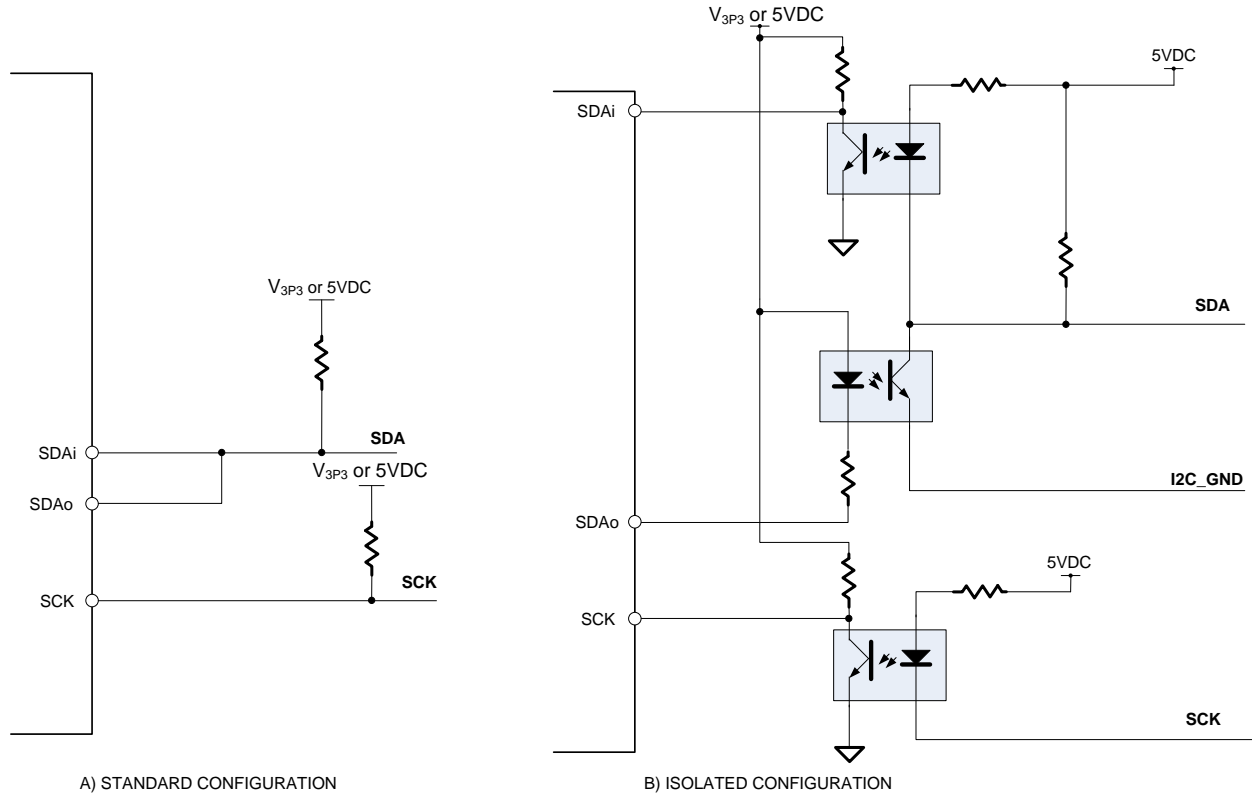 V3P3 or 5VDC
SDAi
SDAo
SCK
SDA
V3P3 or 5VDC
SCK
A) STANDARD CONFIGURATION
V3P3 or 5VDC
5VDC
SDAi
SDA
I2C_GND
SDAo
5VDC
SCK
SCK
B) ISOLATED CONFIGURATION